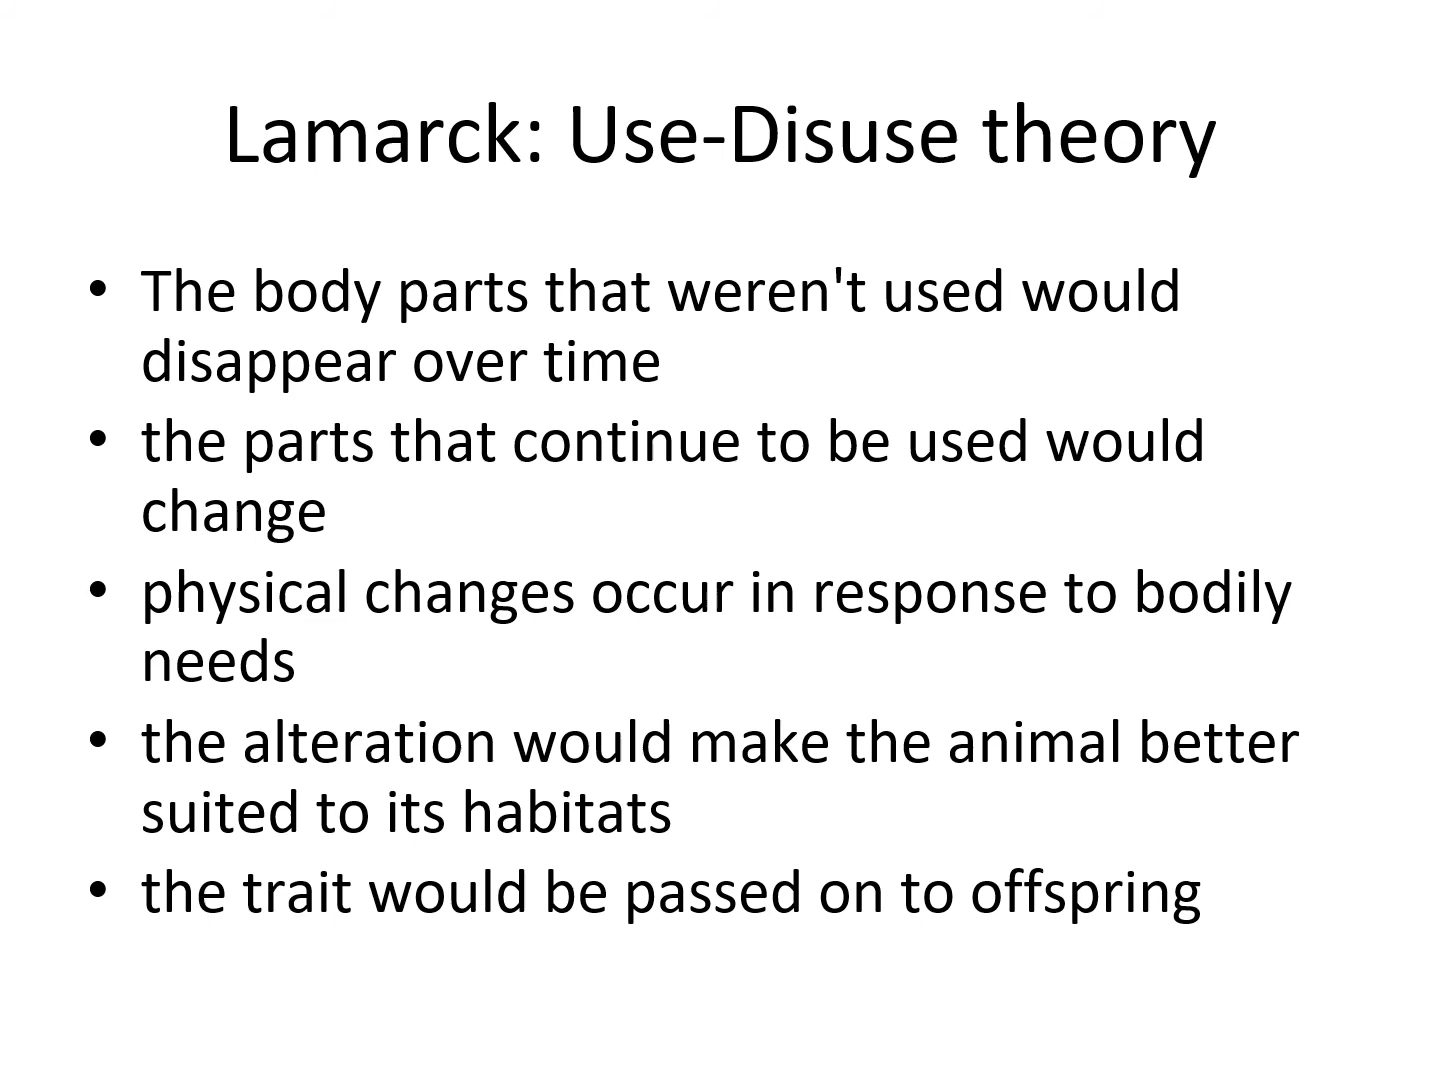 Lamarck: Use-Disuse theory
• The body parts that weren't used would
disappear over time
• the parts that continue to be used would
change
• physical changes occur in response to bodily
needs
• the alteration would make the animal better
suited to its habitats
• the trait would be passed on to offspring